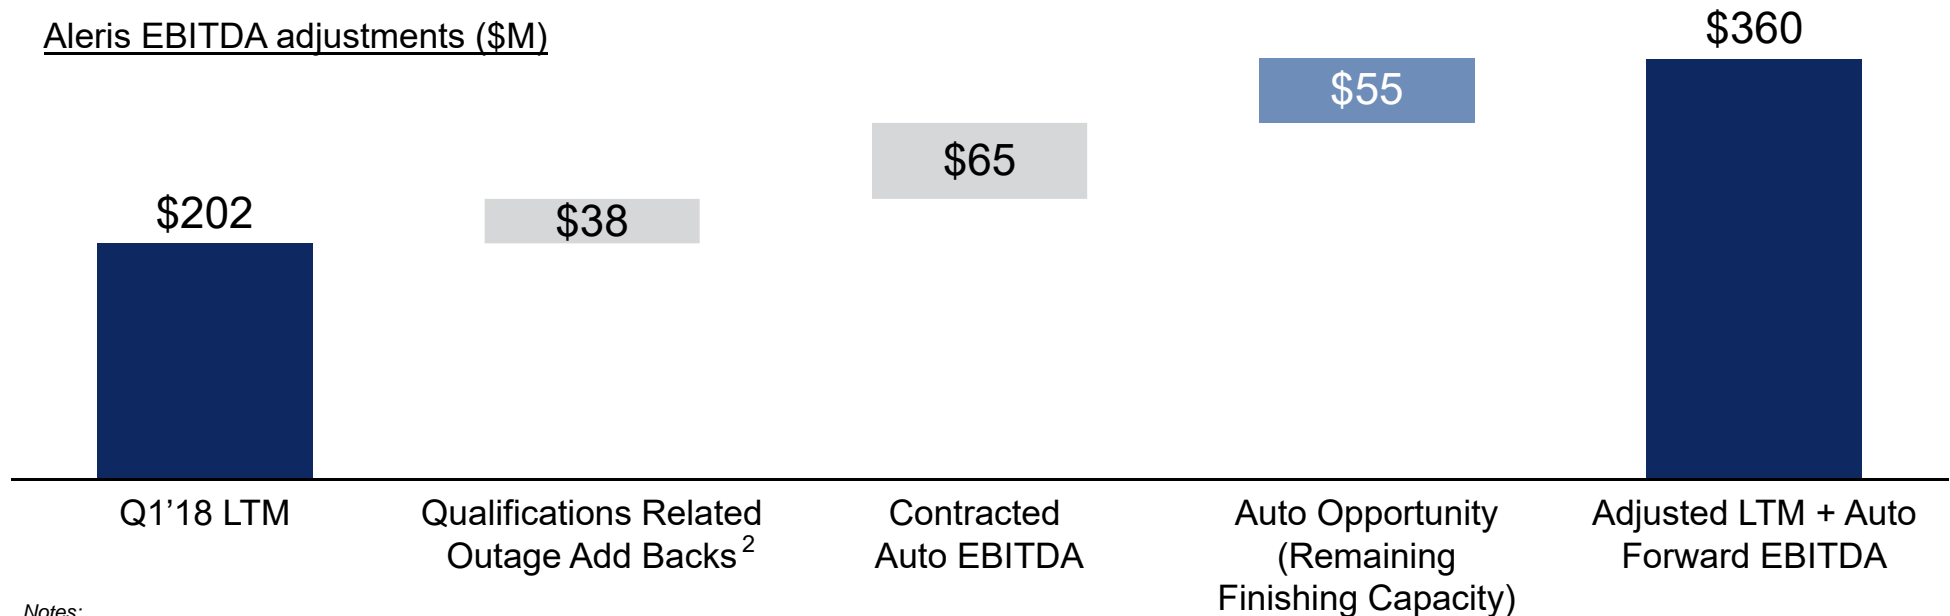 Aleris EBITDA adjustments ($M)
$202
$38
$65
$55
$360
Q1’18 LTM
Qualifications Related
Outage Add Backs 2
Contracted
Auto EBITDA
Auto Opportunity
(Remaining
Finishing Capacity)
Adjusted LTM + Auto
Forward EBITDA
Notes: